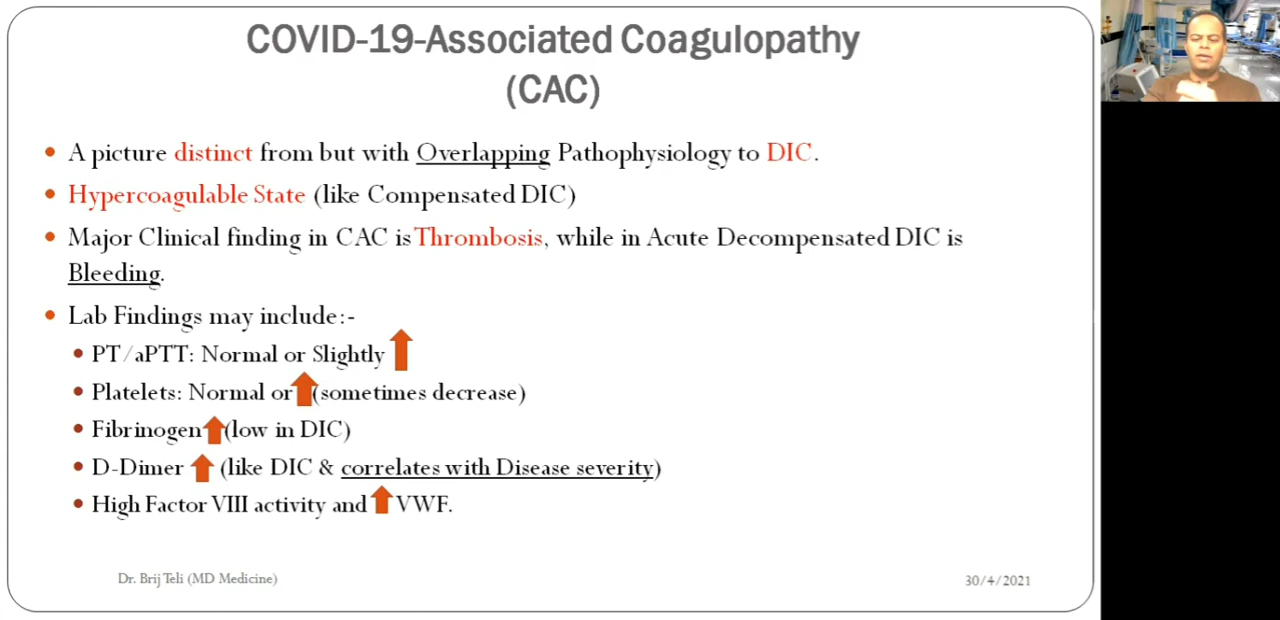 COVID-19-Associated Coagulopathy
(CAC)
A picture distinct from but with Overlapping Pathophysiology to DIC.
Hypercoagulable State (like Compensated DIC)
Major Clinical finding in CAC is Thrombosis, while in Acute Decompensated DIC is
Bleeding.
Lab Findings may include:-
PT/aPTT: Normal or Slightly
Platelets: Normal or (sometimes decrease)
Fibrinogen (low in DIC)
D-Dimer (like DIC & correlates with Disease severity)
High Factor VIII activity and VWF.
Dr. Brij Teli (MD Medicine)
30/4/2021